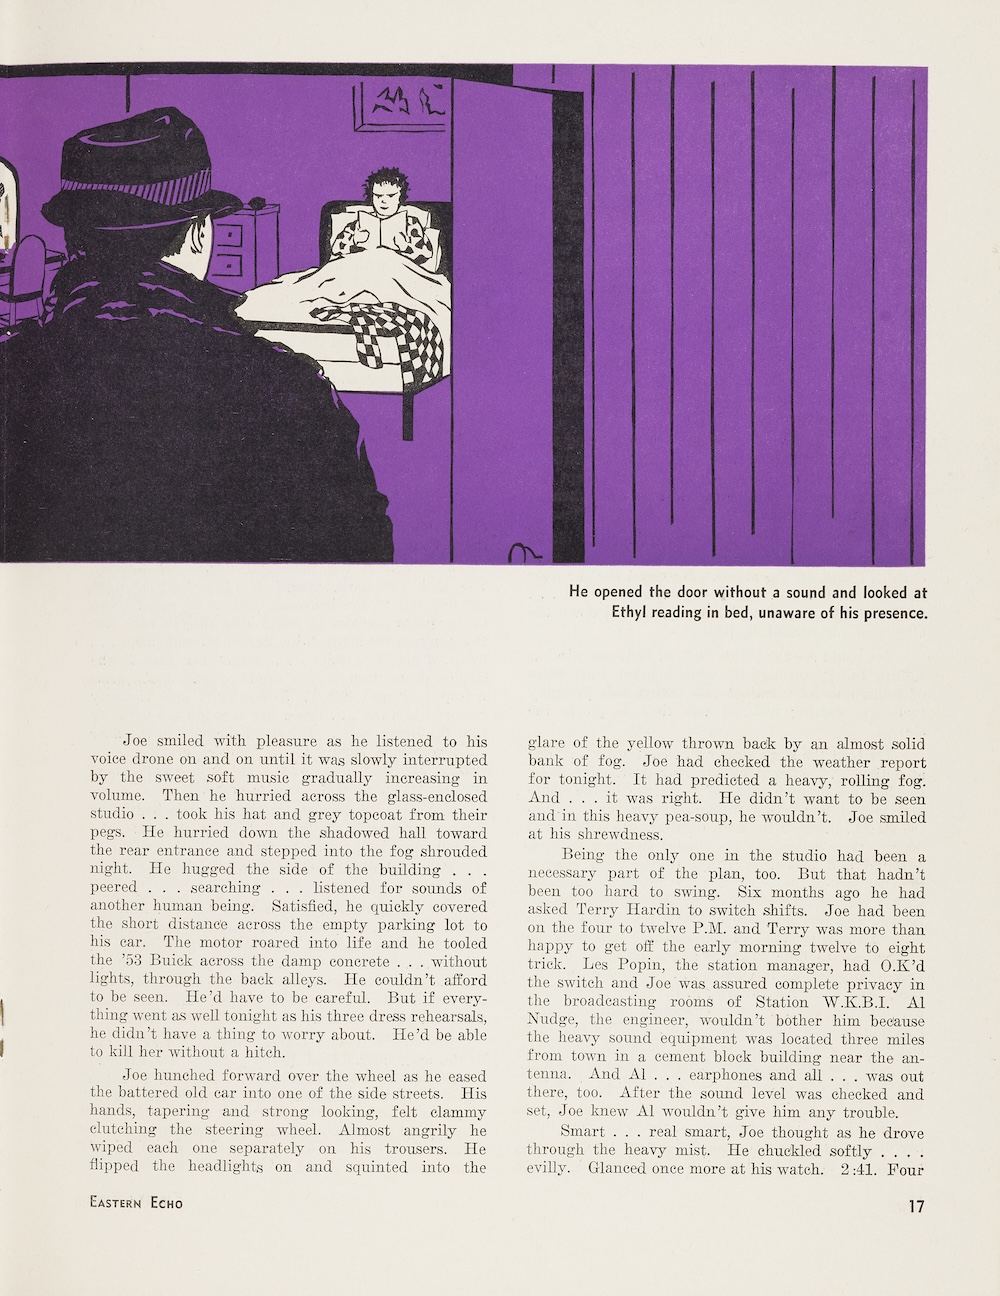 He opened the door without a sound and looked at
Ethyl reading in bed, unaware of his presence.
Joe smiled with pleasure as he listened to his
voice drone on and on until it was slowly interrupted
by the sweet soft music gradually increasing in
volume. Then he hurried across the glass-enclosed
studio . . . took his hat and grey topcoat from their
pegs. He hurried down the shadowed hall toward
the rear entrance and stepped into the fog shrouded
night. He hugged the side of the building . . .
peered . . . searching . . . listened for sounds of
another human being. Satisfied, he quickly covered
the short distance across the empty parking lot to
his car. The motor roared into life and he tooled
the '53 Buick across the damp concrete . . . without
lights, through the back alleys. He couldn't afford
to be seen. He'd have to be careful. But if every-
thing went as well tonight as his three dress rehearsals,
he didn't have a thing to worry about. He'd be able
to kill her without a hitch.
Joe hunched forward over the wheel as he eased
the battered old car into one of the side streets. His
hands, tapering and strong looking, felt clammy
clutching the steering wheel. Almost angrily he
wiped each one separately on his trousers. He
flipped the headlights on and squinted into the
glare of the yellow thrown back by an almost solid
bank of fog. Joe had checked the weather report
for tonight. It had predicted a heavy, rolling fog.
And . . . it was right. He didn't want to be seen
and in this heavy pea-soup, he wouldn't. Joe smiled
at his shrewdness.
Being the only one in the studio had been a
necessary part of the plan, too. But that hadn't
been too hard to swing. Six months ago he had
asked Terry Hardin to switch shifts. Joe had been
on the four to twelve P.M. and Terry was more than
happy to get off the early morning twelve to eight
trick. Les Popin, the station manager, had O.K'd
the switch and Joe was assured complete privacy in
the broadcasting rooms of Station W.K.B.I. Al
Nudge, the engineer, wouldn't bother him because
the heavy sound equipment was located three miles
from town in a cement block building near the an-
tenna. And Al . . . earphones and all . . . was out
there, too. After the sound level was checked and
set, Joe knew Al wouldn't give him any trouble.
Smart . . . real smart, Joe thought as he drove
through the heavy mist. He chuckled softly . . . .
evilly. Glanced once more at his watch. 2:41. Four
Eastern Echo
17